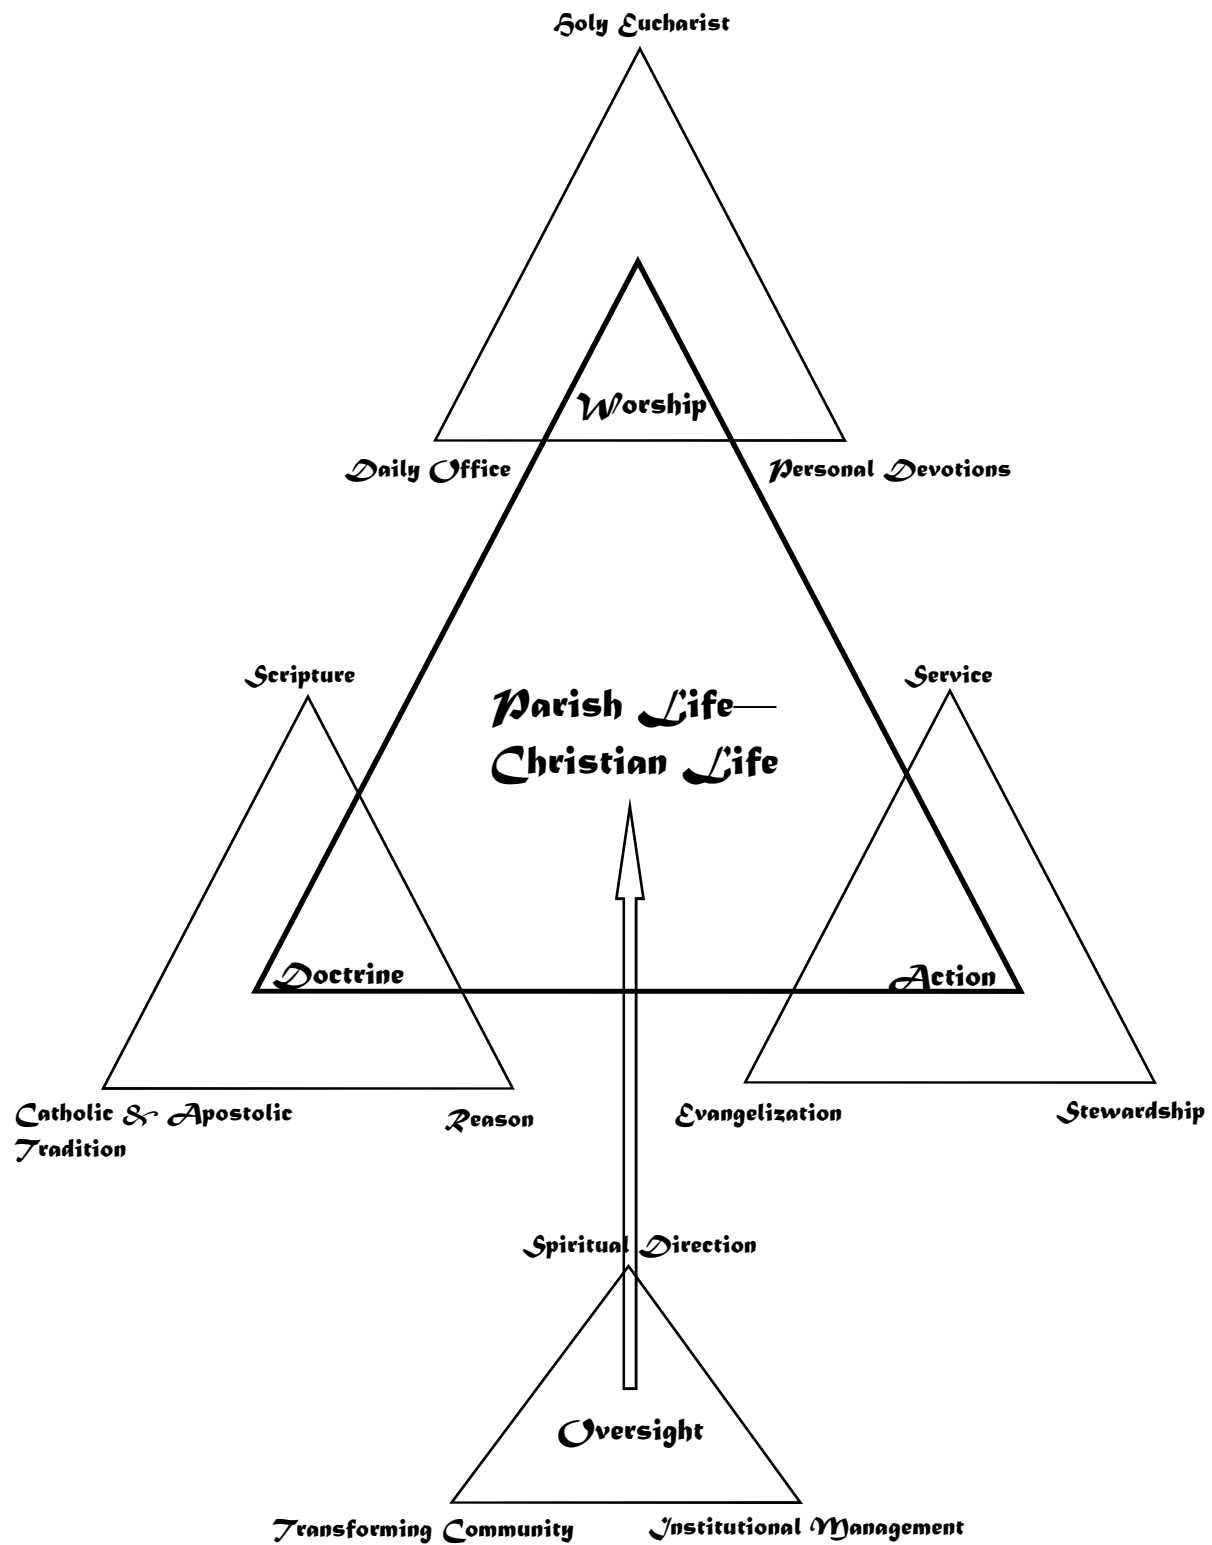 Holy Eucharist
Worship
Daily Office
Personal Devotions
Scripture
Service
Parish Life—
Christian Life
Doctrine
Action
Catholic & Apostolic
Tradition
Reason
Evangelization
Stewardship
Spiritual Direction
Oversight
Transforming Community
Institutional Management